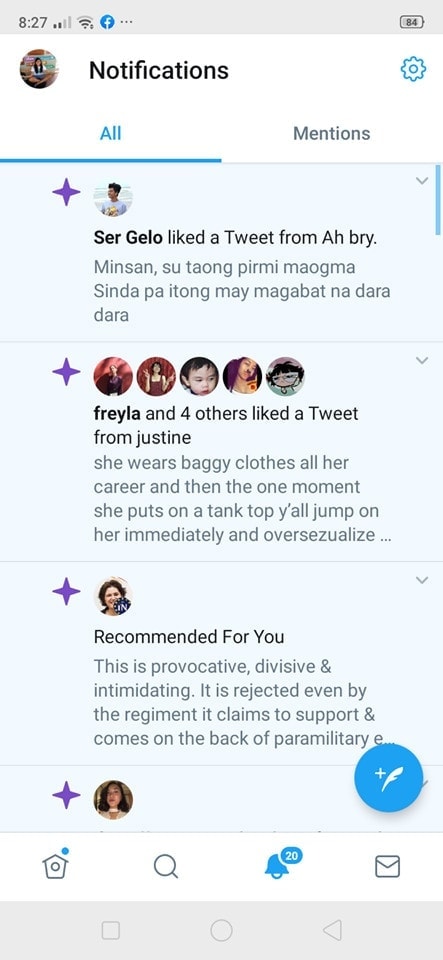 8:27
84
Notifications
All
Mentions
Ser Gelo liked a Tweet from Ah bry.
Minsan, su taong pirmi maogma
Sinda pa itong may magabat na dara
dara
freyla and 4 others liked a Tweet
from justine
she wears baggy clothes all her
career and then the one moment
she puts on a tank top y'all jump on
her immediately and oversezualize ...
IN
Recommended For You
This is provocative, divisive &
intimidating. It is rejected even by
the regiment it claims to support &
comes on the back of paramilitary e...
20